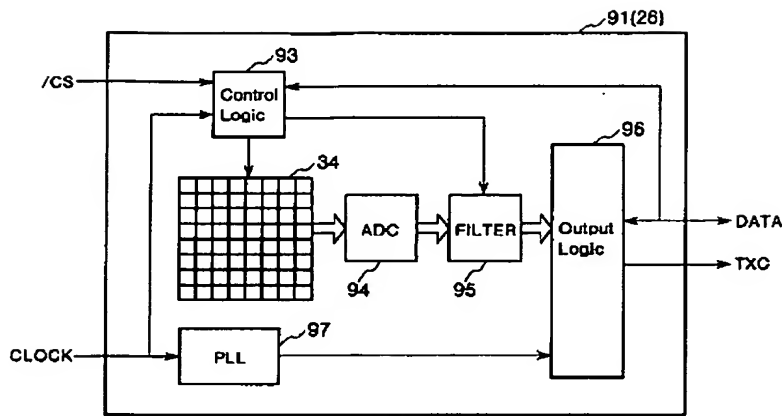 91(26)
93
/CS
Control
Logic
96
34
ADC
FILTER
Output
Logic
DATA
TXC
94
95
97
CLOCK
PLL